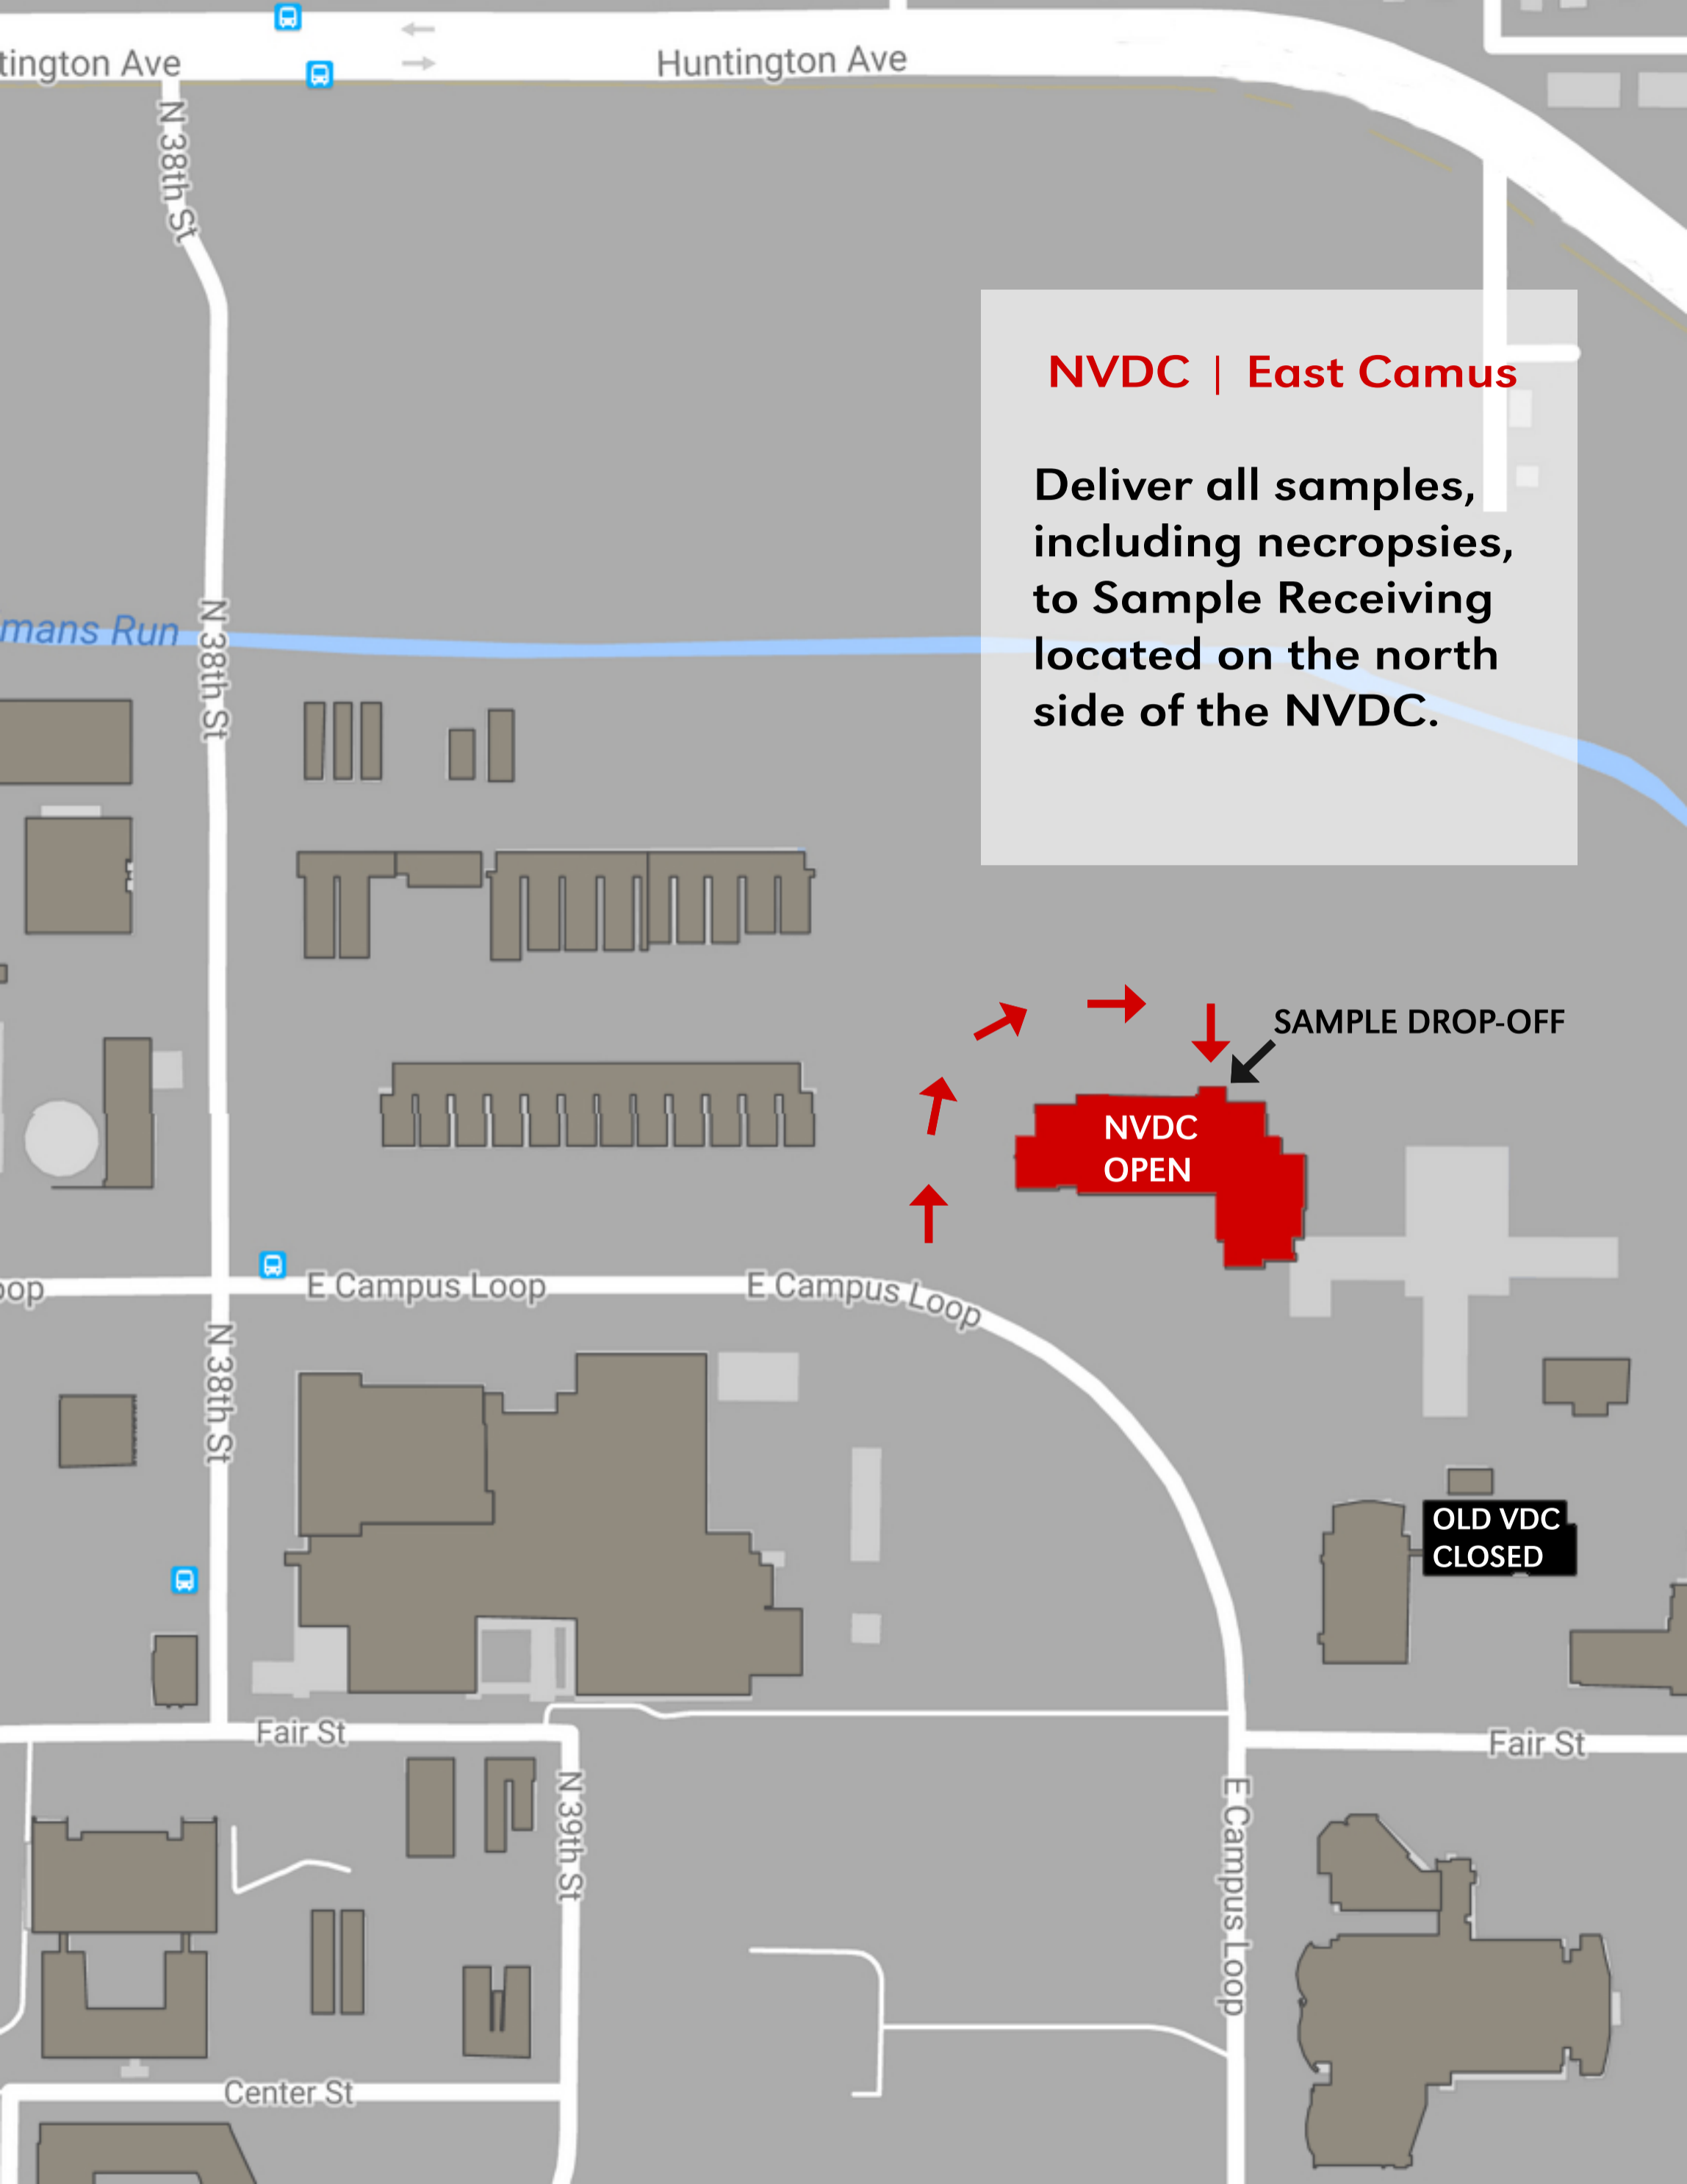 tington Ave
Huntington Ave
N 38th St
NVDC | East Camus
Deliver all samples,
including necropsies,
to Sample Receiving
located on the north
side of the NVDC.
mans Run
N 38th St
SAMPLE DROP-OFF
NVDC
OPEN
oop
E Campus Loop
E Campus Loop
N 38th St
OLD VDC
CLOSED
Fair St
Fair St
N 39th St
E Campus Loop
Center St